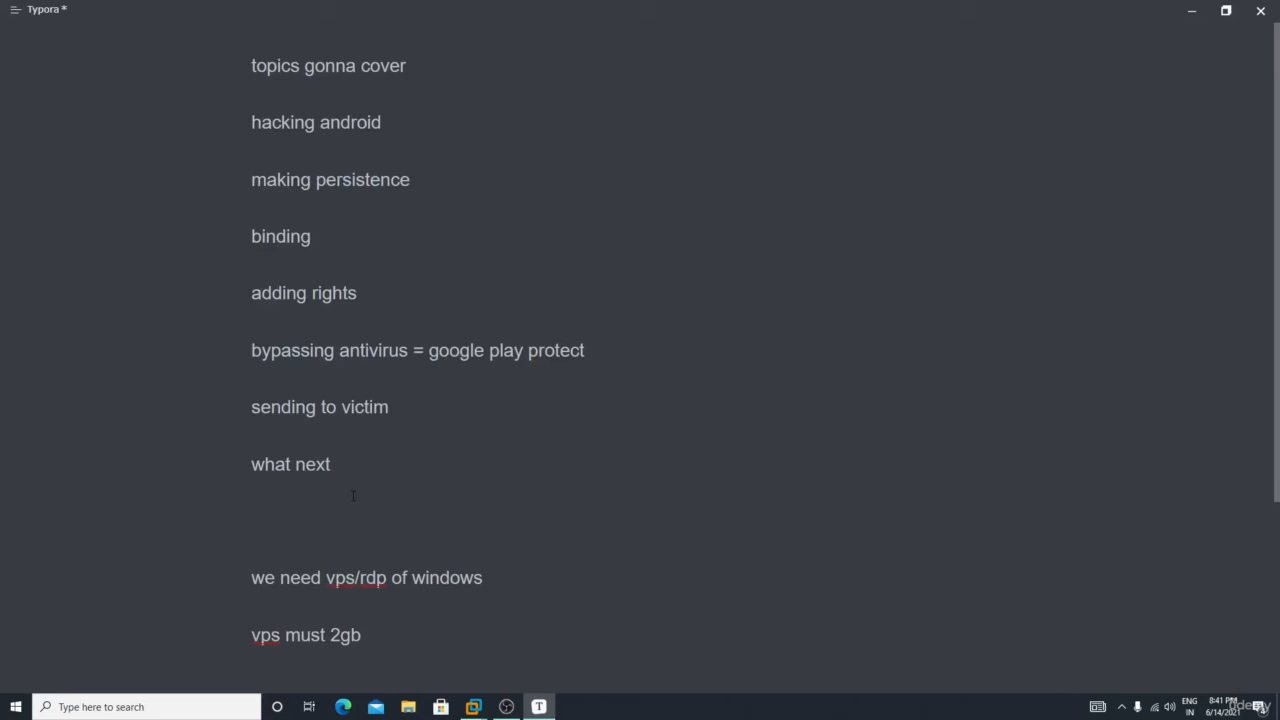 Typora *
topics gonna cover
hacking android
making persistence
binding
adding rights
bypassing antivirus = google play protect
sending to victim
what next
we need vps/rdp of windows
vps must 2gb
Type here to search
ENG
IN
8:41 PM
6/14/2021
T